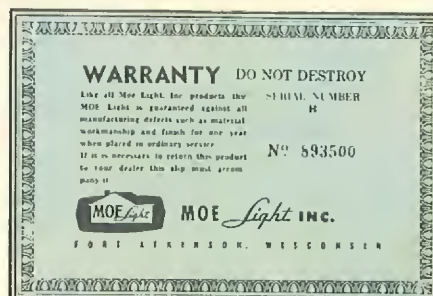 WARRANTY DO NOT DESTROY
Like all Moe Light, Inc products the
MOE Light is guaranteed against all
manufacturing defects such as material
workmanship and finish for one year
when placed in ordinary service
If it is necessary to return this product
to your dealer this slip must accom
pany it
SERIAL NUMBER
B
Nº 893500
MOE Light
MOE Light INC.
FORT ATKINSON, WISCONSIN